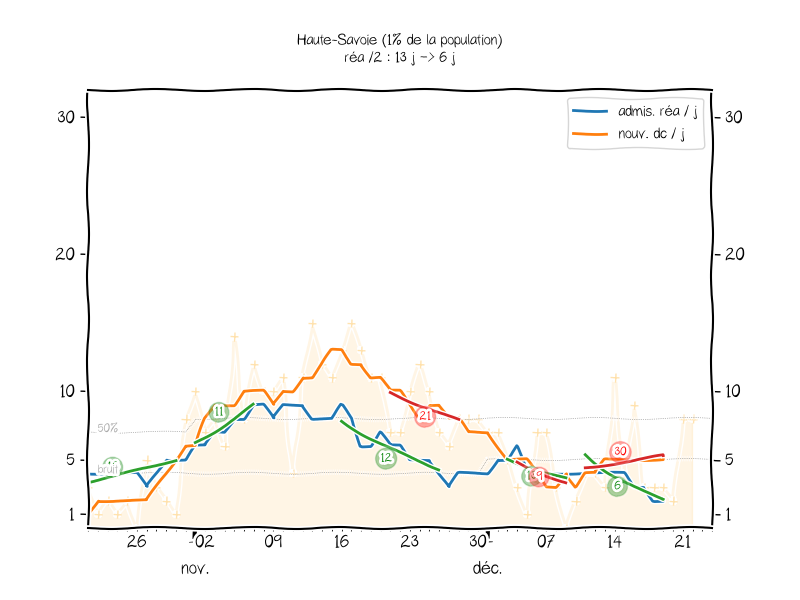 Haute-Savoie (1% de la population)
réa /2 : 13 j -> 6 j
admis. réa / j
nouv. dc / j
30 30
20 20
10 10
5 5
1 1
50%
bruit
11
12
21
9
30
6
26 02 09 16 23 30 07 14 21
nov. déc.